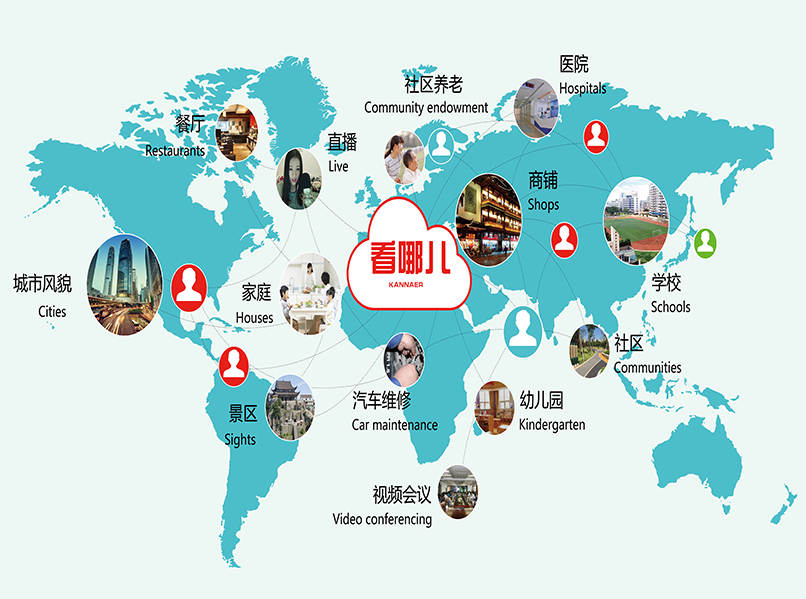 医院
Hospitals
社区养老
Community endowment
餐厅
Restaurants
直播
Live
商铺
Shops
看哪儿
KANNAER
城市风貌
Cities
家庭
Houses
学校
Schools
社区
Communities
景区
Sights
汽车维修
Car maintenance
幼儿园
Kindergarten
视频会议
Video conferencing